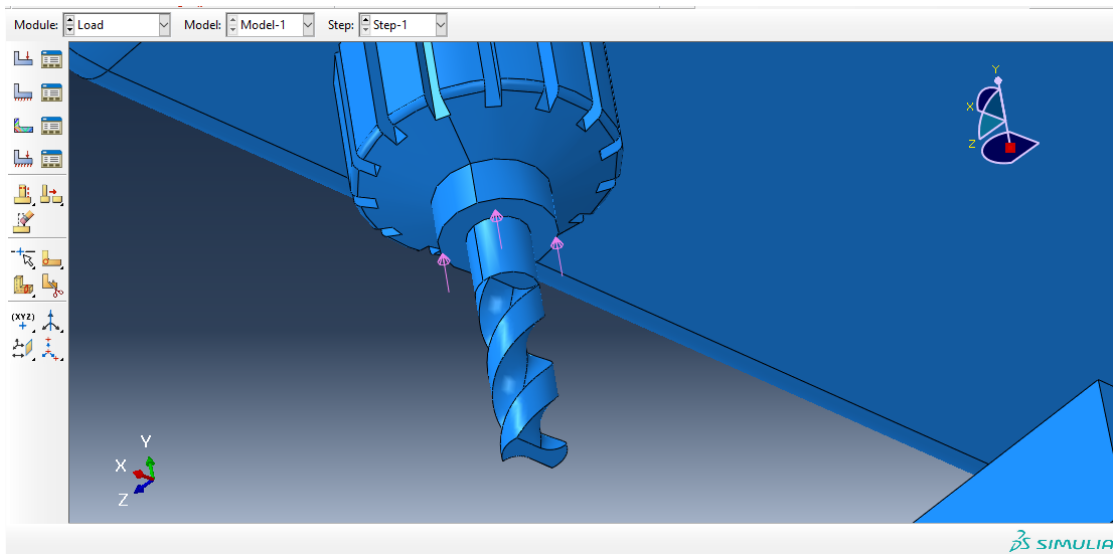 Module: Load Model: Model-1 Step: Step-1
Y
X
Z
(XYZ)
Y
X
Z
SIMULIA